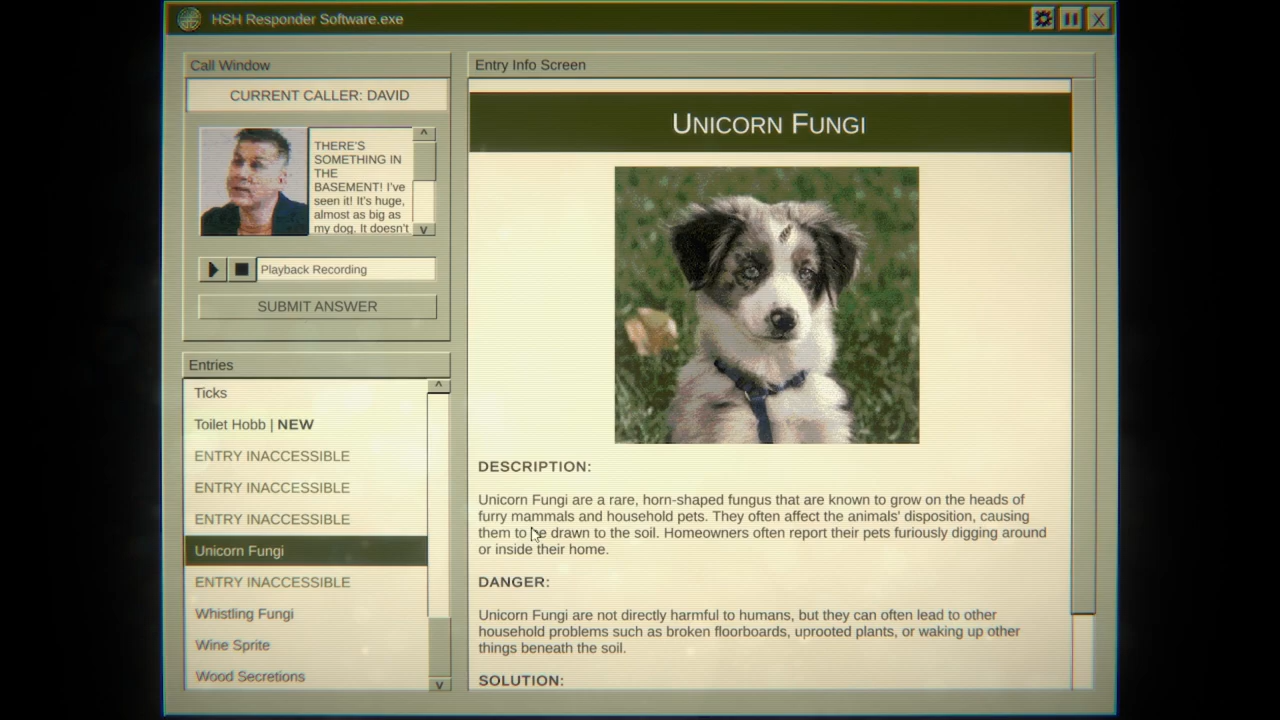 HSH Responder Software.exe
Call Window
CURRENT CALLER: DAVID
THERE'S
SOMETHING IN
THE
BASEMENT! I've
seen it! It's huge,
almost as big as
my dog. It doesn't
Playback Recording
SUBMIT ANSWER
Entries
Ticks
Toilet Hobb | NEW
ENTRY INACCESSIBLE
ENTRY INACCESSIBLE
ENTRY INACCESSIBLE
Unicorn Fungi
ENTRY INACCESSIBLE
Whistling Fungi
Wine Sprite
Wood Secretions
Entry Info Screen
UNICORN FUNGI
DESCRIPTION:
Unicorn Fungi are a rare, horn-shaped fungus that are known to grow on the heads of
furry mammals and household pets. They often affect the animals' disposition, causing
them to be drawn to the soil. Homeowners often report their pets furiously digging around
or inside their home.
DANGER:
Unicorn Fungi are not directly harmful to humans, but they can often lead to other
household problems such as broken floorboards, uprooted plants, or waking up other
things beneath the soil.
SOLUTION: